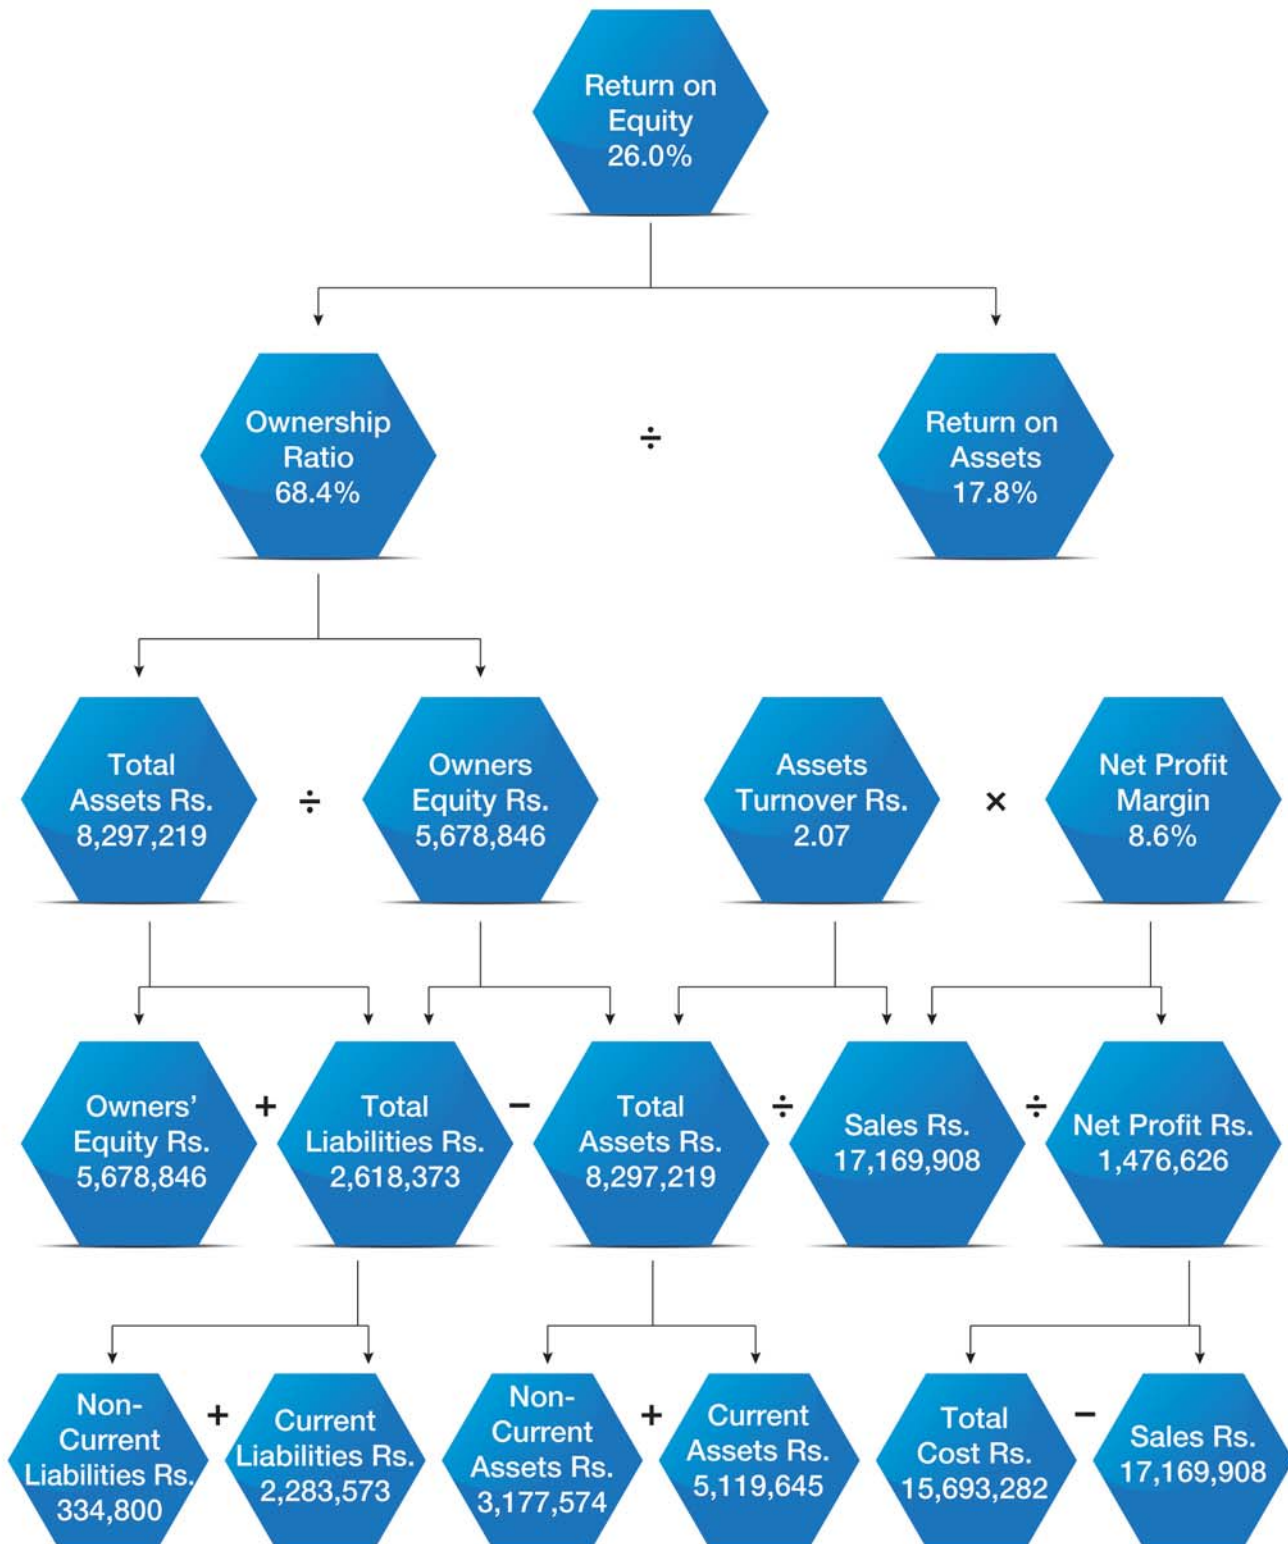 Return on
Equity
26.0%
Ownership
Ratio
68.4%
÷
Return on
Assets
17.8%
Total
Assets Rs.
8,297,219
÷
Owners
Equity Rs.
5,678,846
Assets
Turnover Rs.
2.07
×
Net Profit
Margin
8.6%
Owners’
Equity Rs.
5,678,846
+
Total
Liabilities Rs.
2,618,373
−
Total
Assets Rs.
8,297,219
÷
Sales Rs.
17,169,908
÷
Net Profit Rs.
1,476,626
Non-
Current
Liabilities Rs.
334,800
+
Current
Liabilities Rs.
2,283,573
Non-
Current
Assets Rs.
3,177,574
+
Current
Assets Rs.
5,119,645
Total
Cost Rs.
15,693,282
−
Sales Rs.
17,169,908